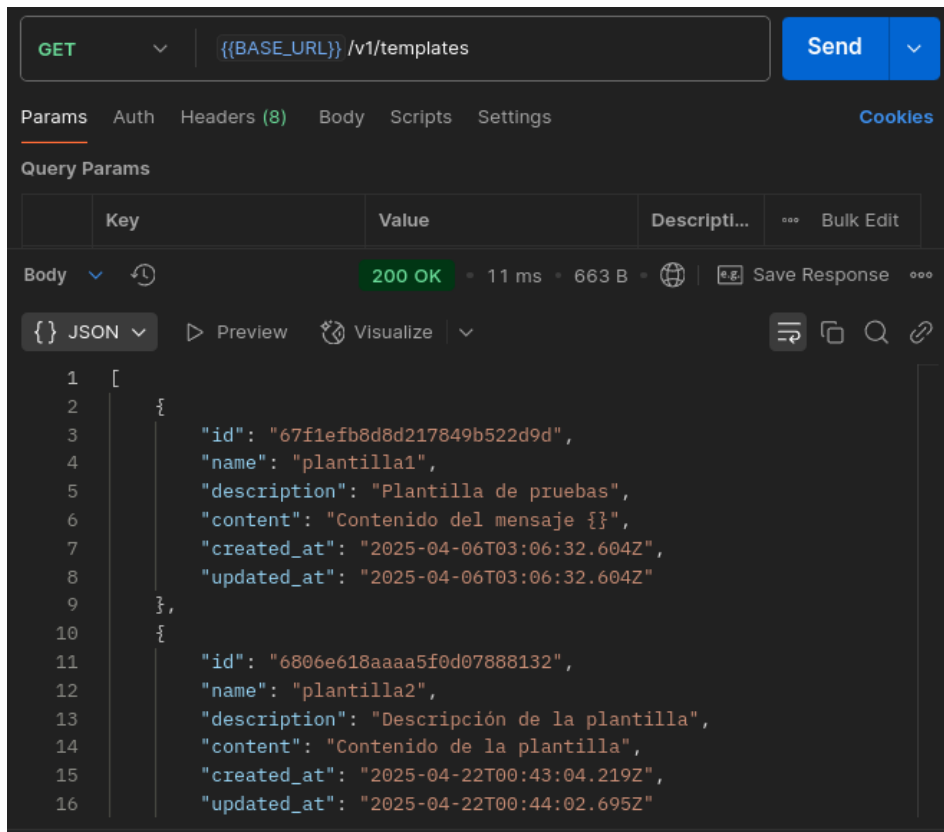 GET {{BASE_URL}} /v1/templates Send
Params Auth Headers (8) Body Scripts Settings Cookies
Query Params
Key Value Descripti... Bulk Edit
Body 200 OK • 11 ms • 663 B • e.g. Save Response
{} JSON Preview Visualize
1 [
2 {
3 "id": "67f1efb8d8d217849b522d9d",
4 "name": "plantilla1",
5 "description": "Plantilla de pruebas",
6 "content": "Contenido del mensaje {}",
7 "created_at": "2025-04-06T03:06:32.604Z",
8 "updated_at": "2025-04-06T03:06:32.604Z"
9 },
10 {
11 "id": "6806e618aaaa5f0d07888132",
12 "name": "plantilla2",
13 "description": "Descripción de la plantilla",
14 "content": "Contenido de la plantilla",
15 "created_at": "2025-04-22T00:43:04.219Z",
16 "updated_at": "2025-04-22T00:44:02.695Z"